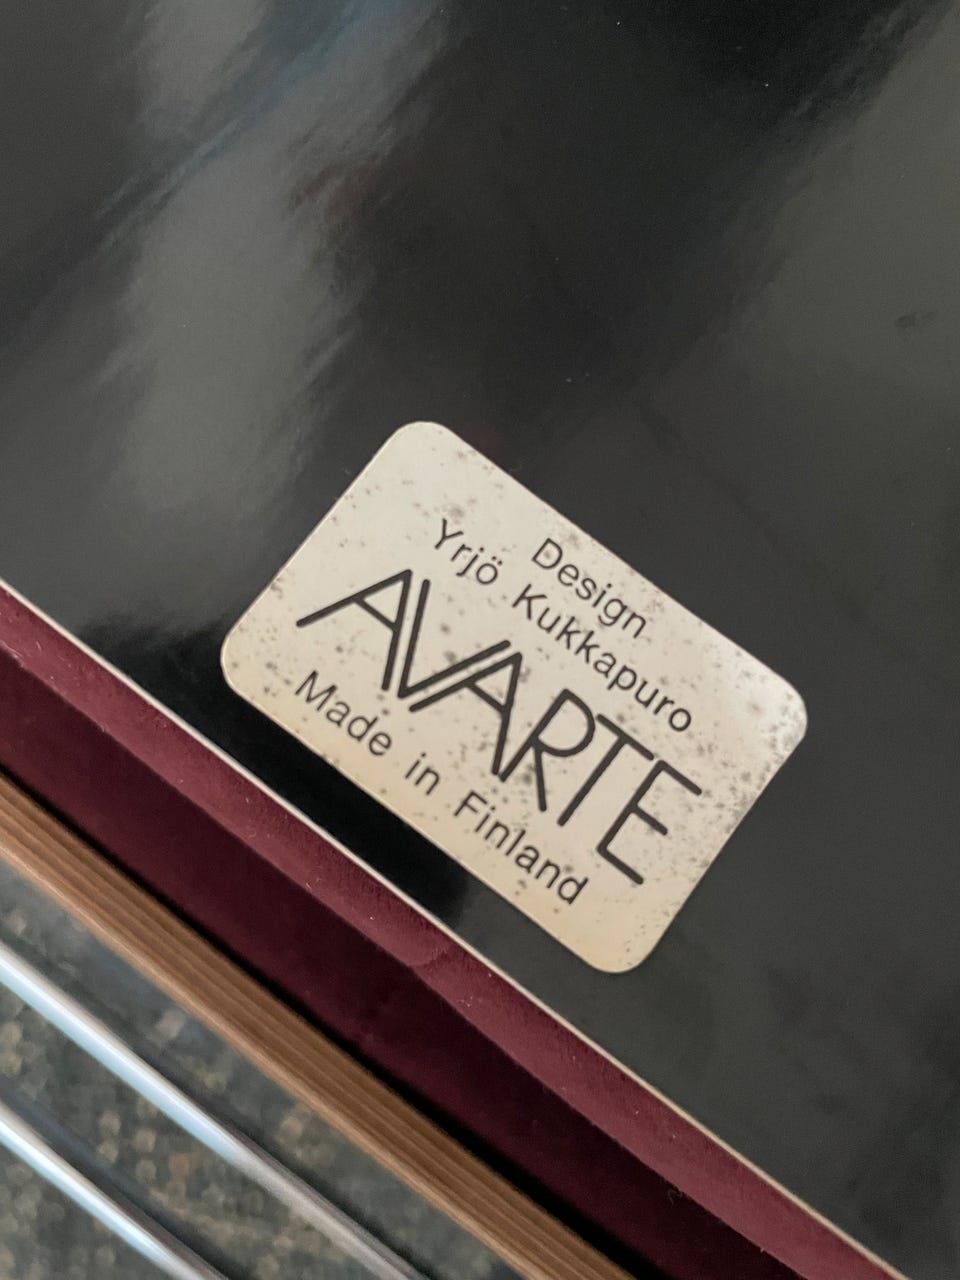 Design
Yrjö Kukkapuro
AVARTE
Made in Finland